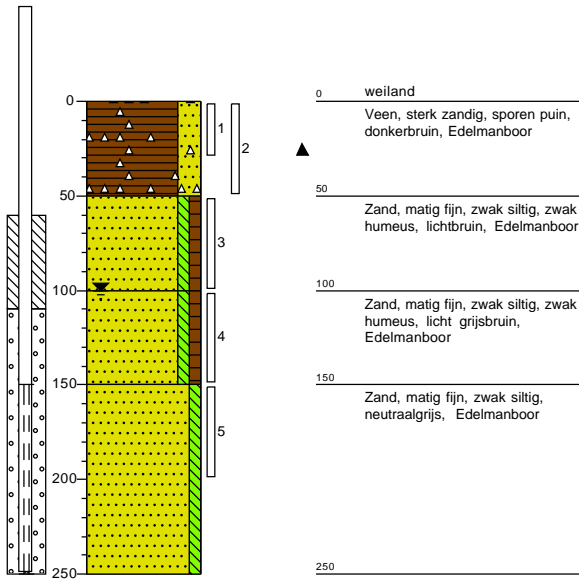 0
50
100
150
200
250
1
2
3
4
5
0 weiland
Veen, sterk zandig, sporen puin,
donkerbruin, Edelmanboor
50
Zand, matig fijn, zwak siltig, zwak
humeus, lichtbruin, Edelmanboor
100
Zand, matig fijn, zwak siltig, zwak
humeus, licht grijsbruin,
Edelmanboor
150
Zand, matig fijn, zwak siltig,
neutraalgrijs, Edelmanboor
250